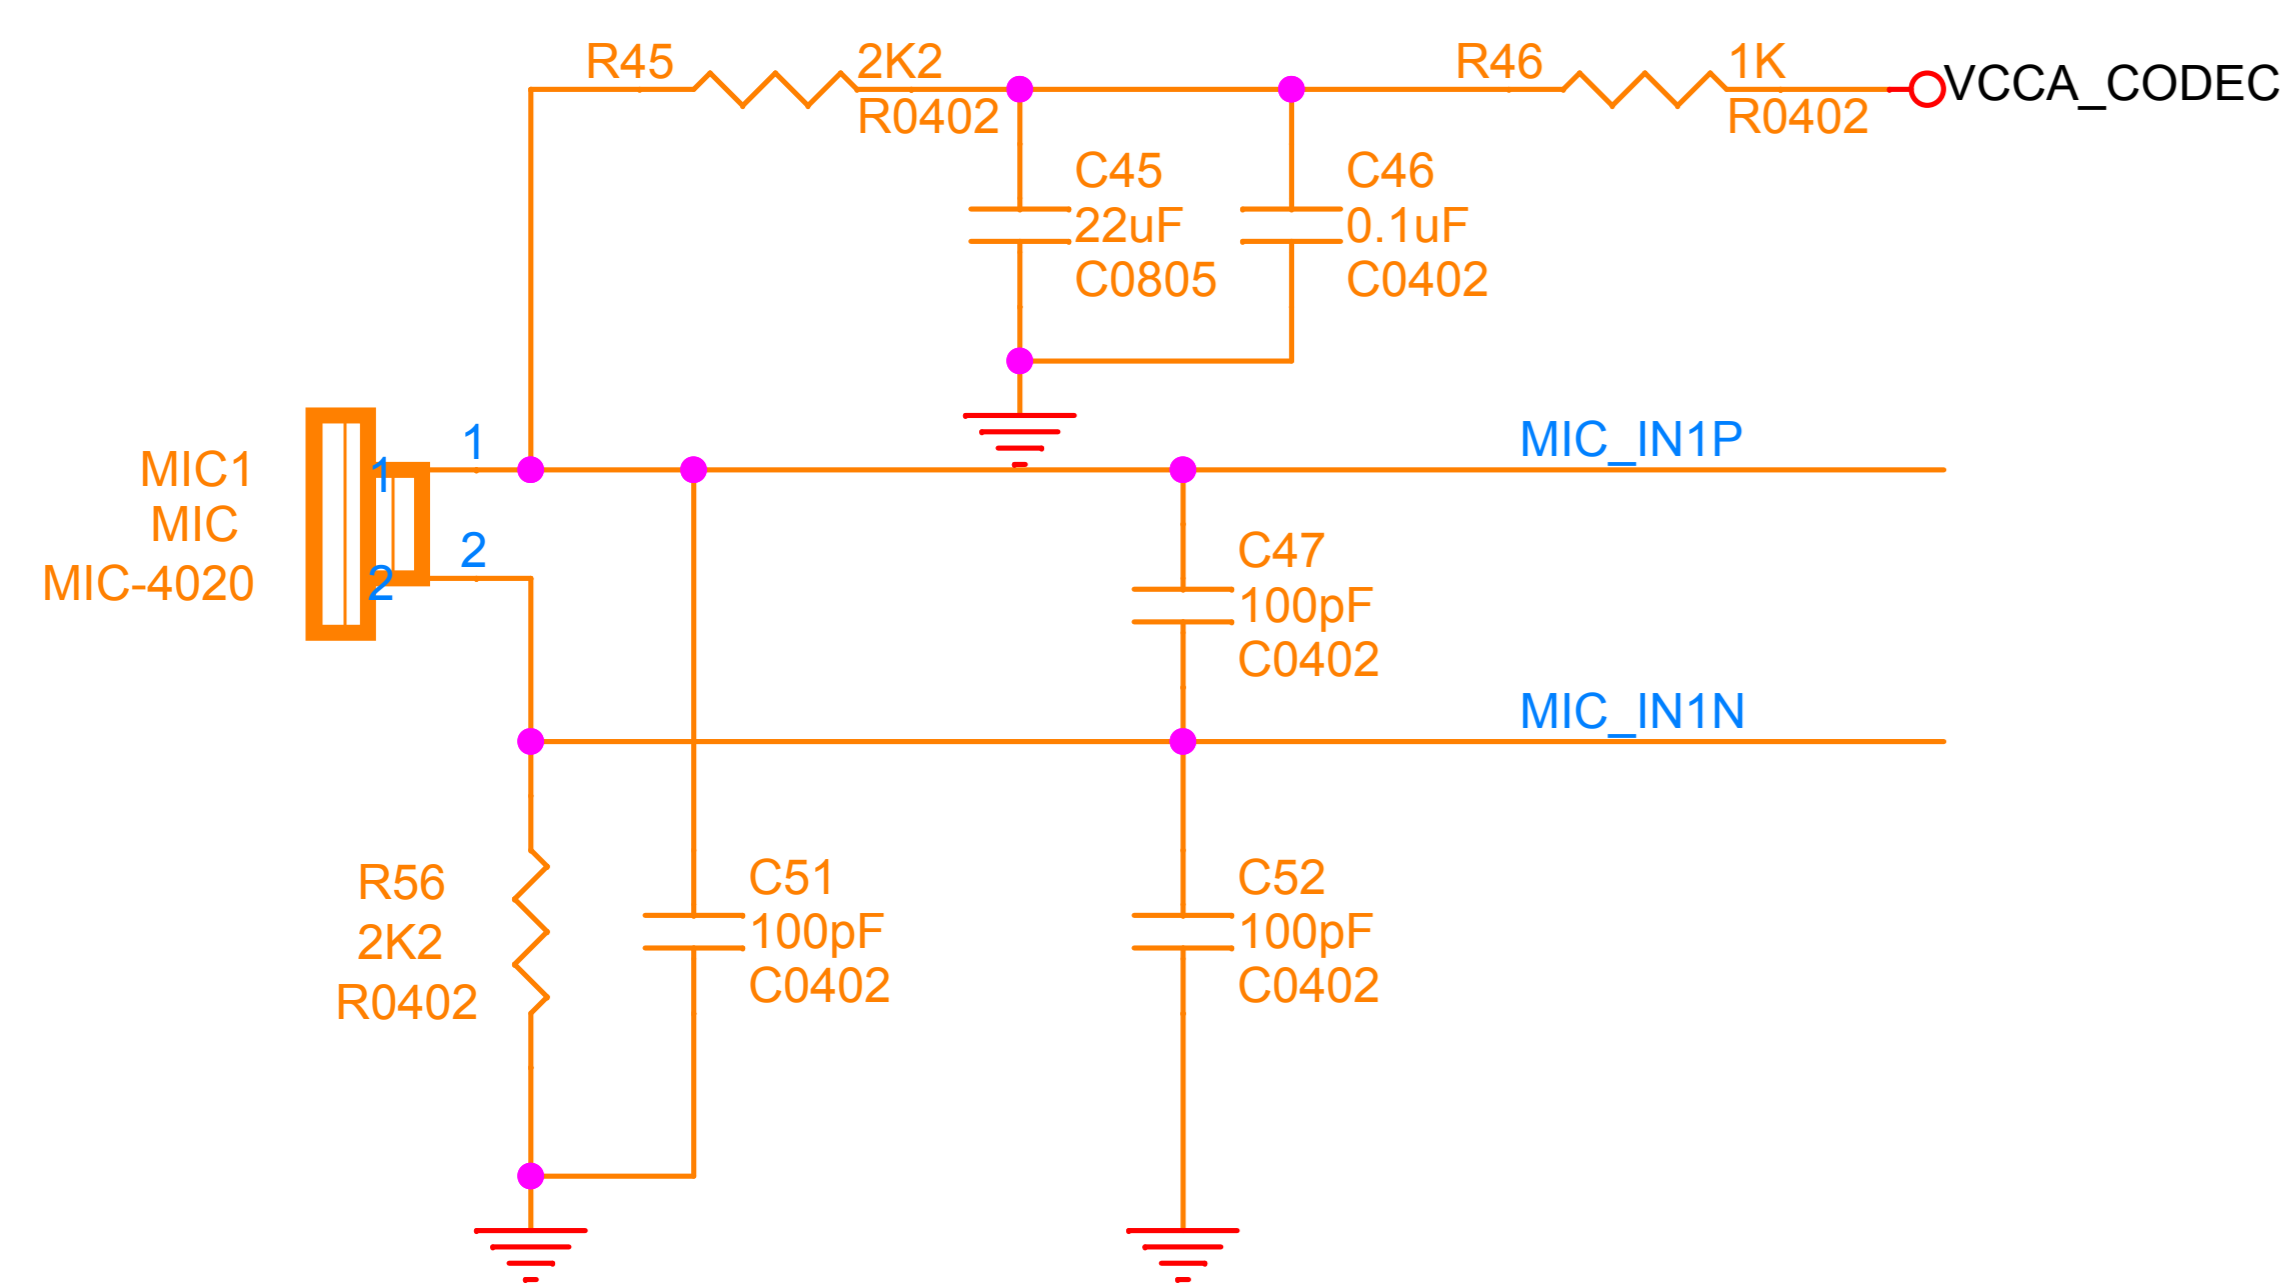 R45
2K2
R0402
R46
1K
R0402
VCCA_CODEC
C45
22uF
C0805
C46
0.1uF
C0402
MIC1
MIC
MIC-4020
1
1
2
2
MIC_IN1P
C47
100pF
C0402
MIC_IN1N
R56
2K2
R0402
C51
100pF
C0402
C52
100pF
C0402